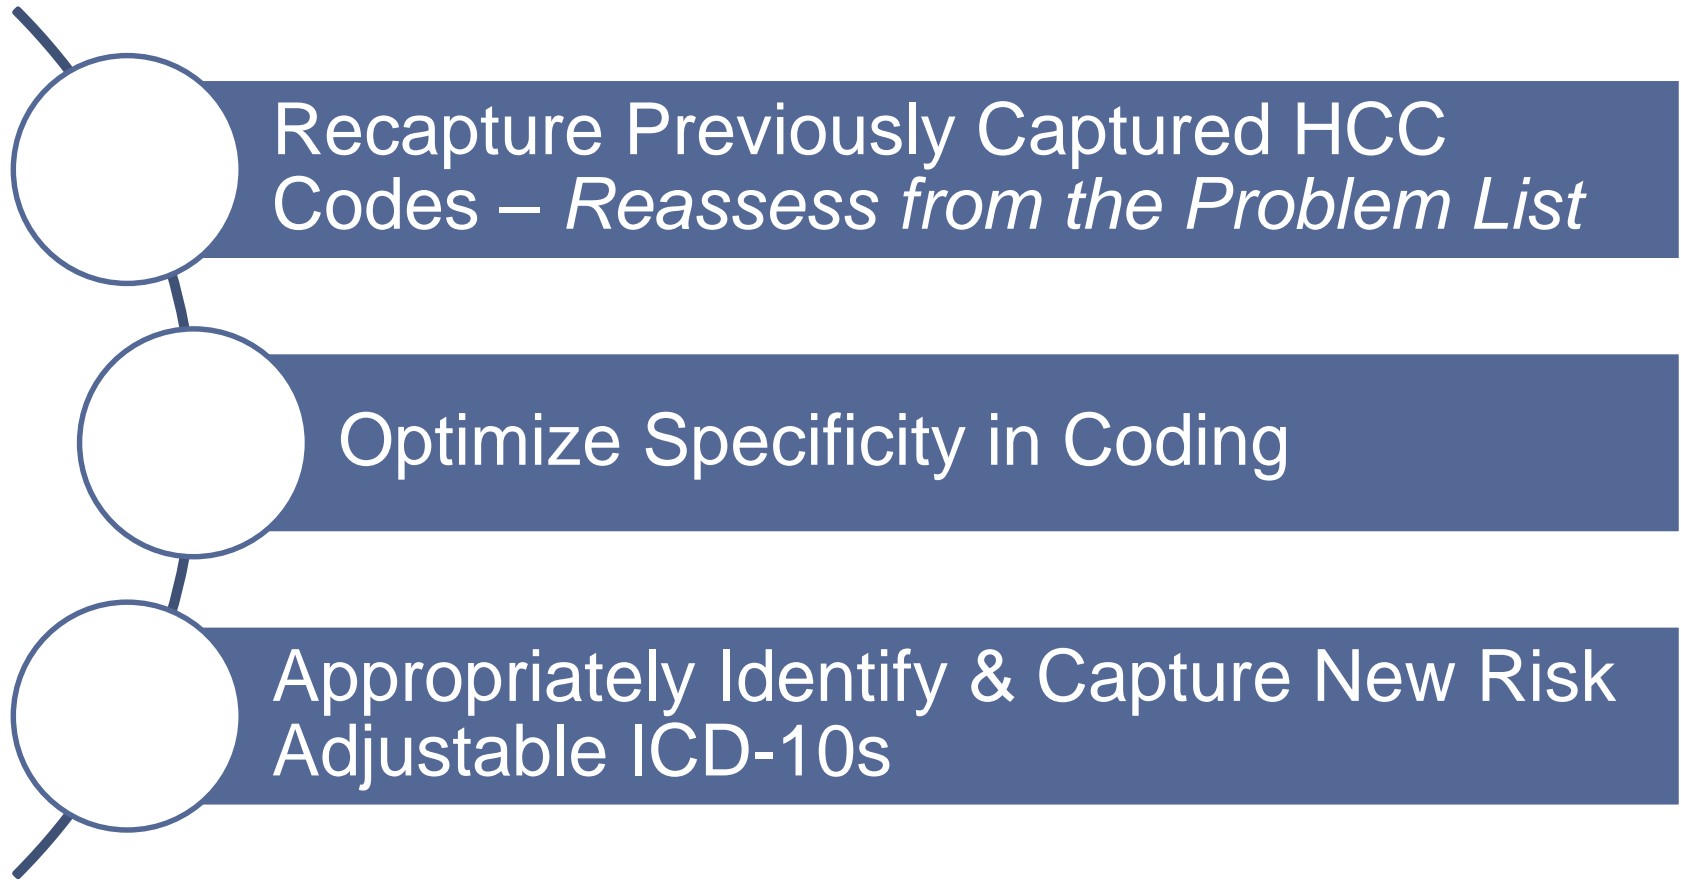 Recapture Previously Captured HCC
Codes – Reassess from the Problem List
Optimize Specificity in Coding
Appropriately Identify & Capture New Risk
Adjustable ICD-10s